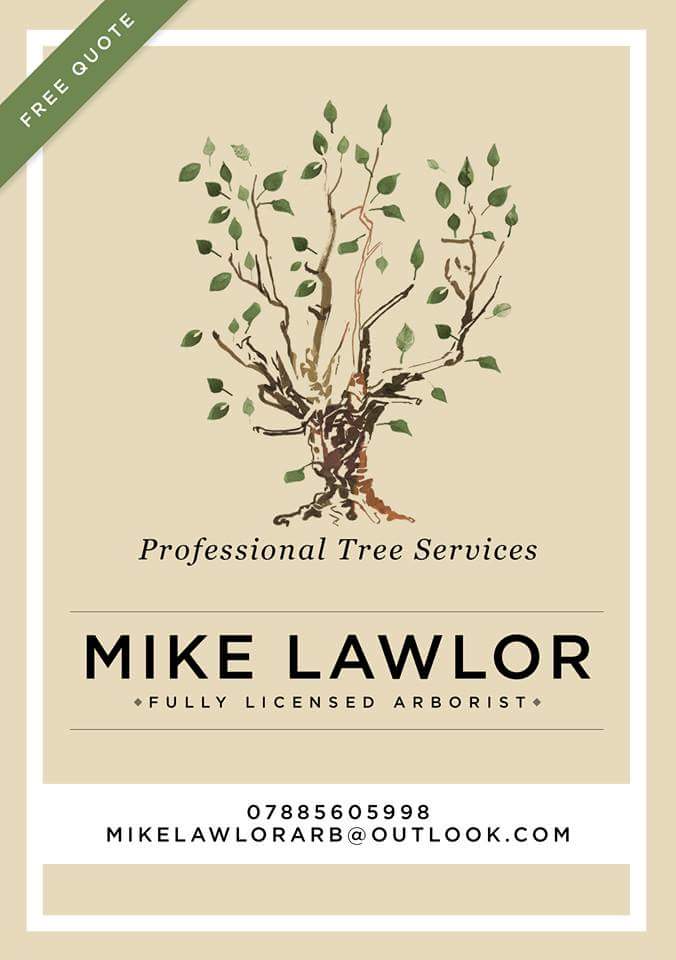 FREE QUOTE
Professional Tree Services
MIKE LAWLOR
FULLY LICENSED ARBORIST
07885605998
MIKELAWLORARB@OUTLOOK.COM